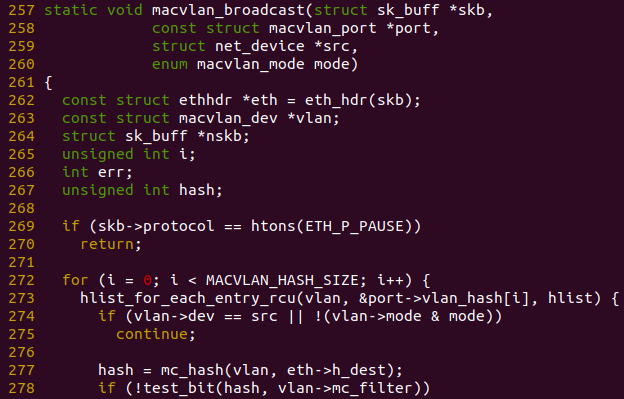 257 static void macvlan_broadcast(struct sk_buff *skb,
258             const struct macvlan_port *port,
259             struct net_device *src,
260             enum macvlan_mode mode)
261 {
262   const struct ethhdr *eth = eth_hdr(skb);
263   const struct macvlan_dev *vlan;
264   struct sk_buff *nskb;
265   unsigned int i;
266   int err;
267   unsigned int hash;
268
269   if (skb->protocol == htons(ETH_P_PAUSE))
270     return;
271
272   for (i = 0; i < MACVLAN_HASH_SIZE; i++) {
273     hlist_for_each_entry_rcu(vlan, &port->vlan_hash[i], hlist) {
274       if (vlan->dev == src || !(vlan->mode & mode))
275         continue;
276
277       hash = mc_hash(vlan, eth->h_dest);
278       if (!test_bit(hash, vlan->mc_filter))